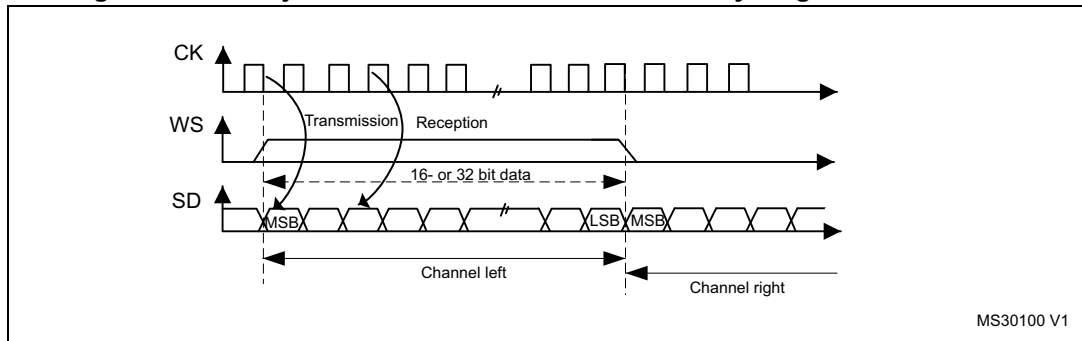 CK
Transmission
Reception
WS
16- or 32 bit data
SD
MSB
LSB
MSB
Channel left
Channel right
MS30100 V1